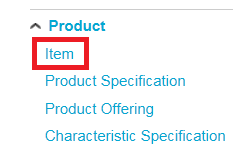 Product
Item
Product Specification
Product Offering
Characteristic Specification